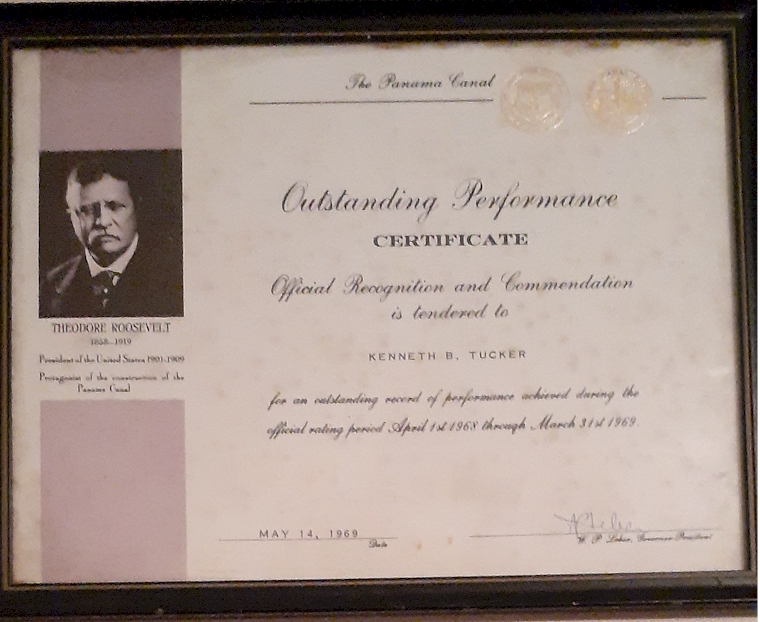 The Panama Canal
Outstanding Performance
CERTIFICATE
Official Recognition and Commendation
is tendered to
KENNETH B. TUCKER
for an outstanding record of performance achieved during the
official rating period April 1st 1968 through March 31st 1969.
MAY 14, 1969
Date
W. P. Leber, Governor-President
THEODORE ROOSEVELT
1858-1919
President of the United States 1901-1909
Protagonist of the construction of the
Panama Canal